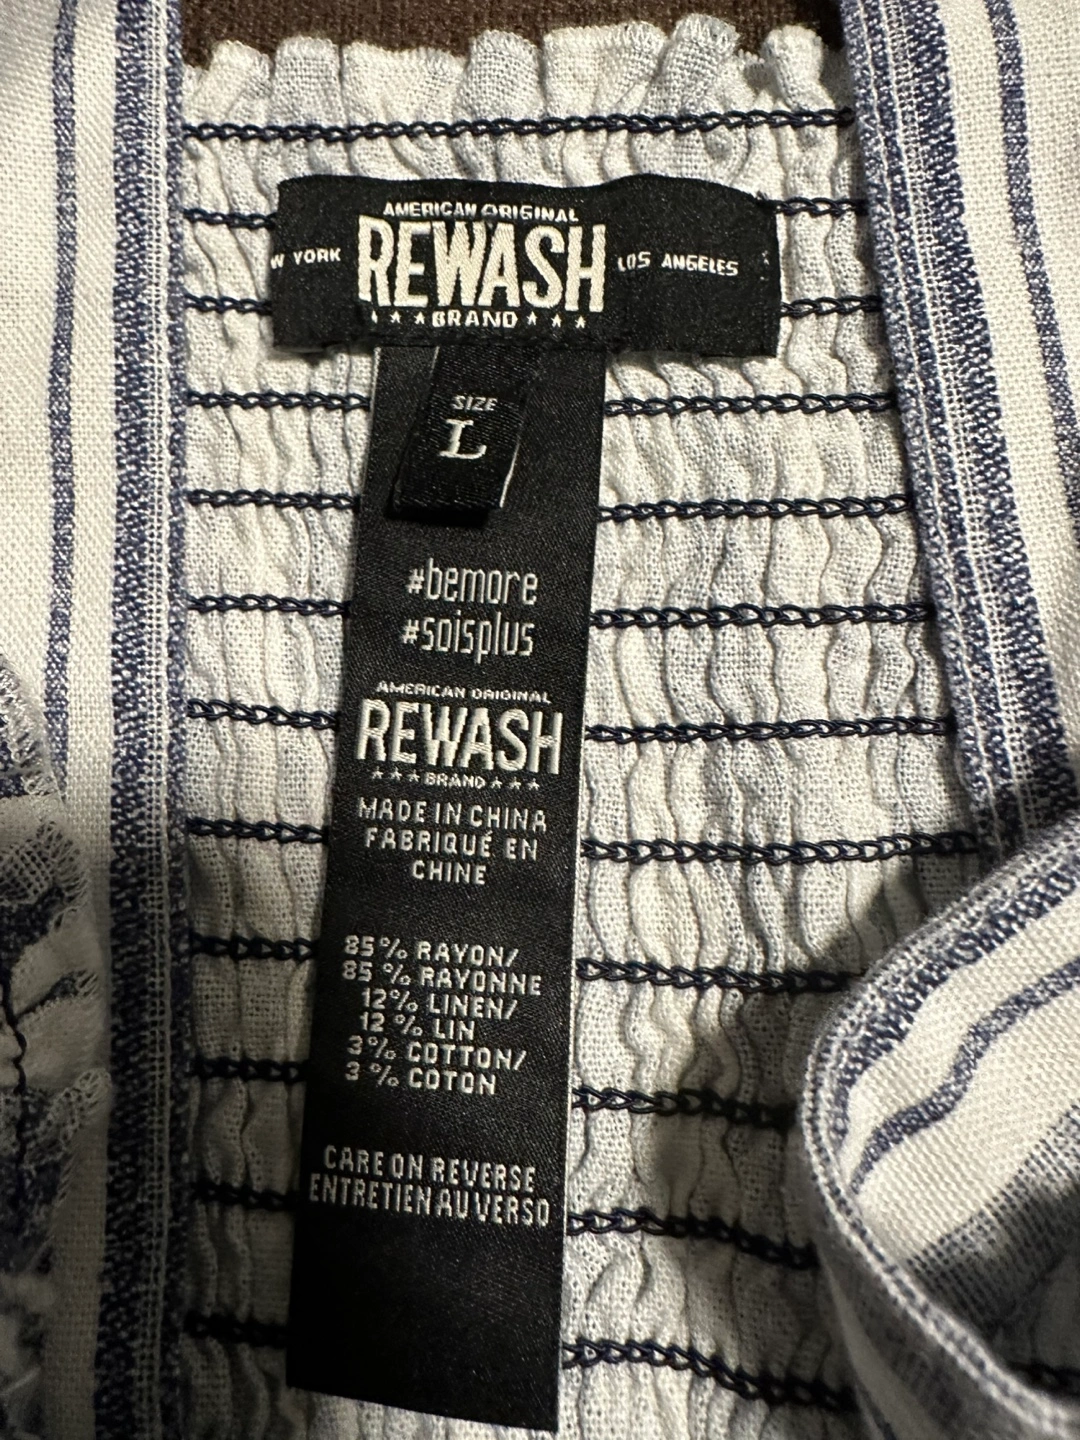 AMERICAN ORIGINAL
W YORK REWASH LOS ANGELES
BRAND
SIZE
L
#bemore
#soisplus
AMERICAN ORIGINAL
REWASH
BRAND
MADE IN CHINA
FABRIQUÉ EN
CHINE
85% RAYON/
85 % RAYONNE
12% LINEN/
12 % LIN
3% COTTON/
3 % COTON
CARE ON REVERSE
ENTRETIEN AU VERSO